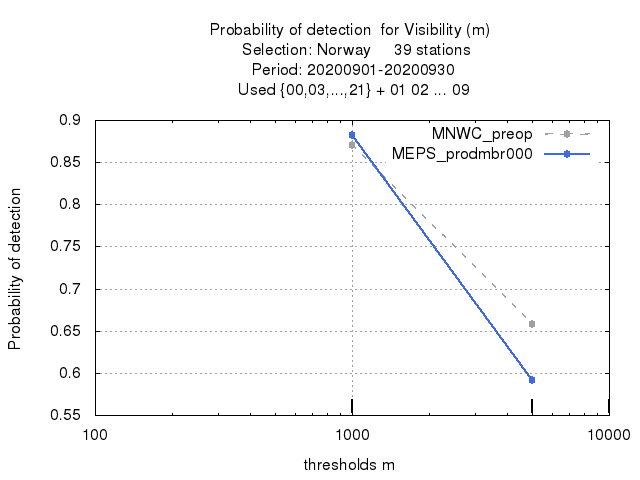 Probability of detection  for Visibility (m)
Selection: Norway     39 stations
Period: 20200901-20200930
Used {00,03,...,21} + 01 02 ... 09
MNWC_preop
MEPS_prodmbr000
Probability of detection
0.9
0.85
0.8
0.75
0.7
0.65
0.6
0.55
100
1000
10000
thresholds m